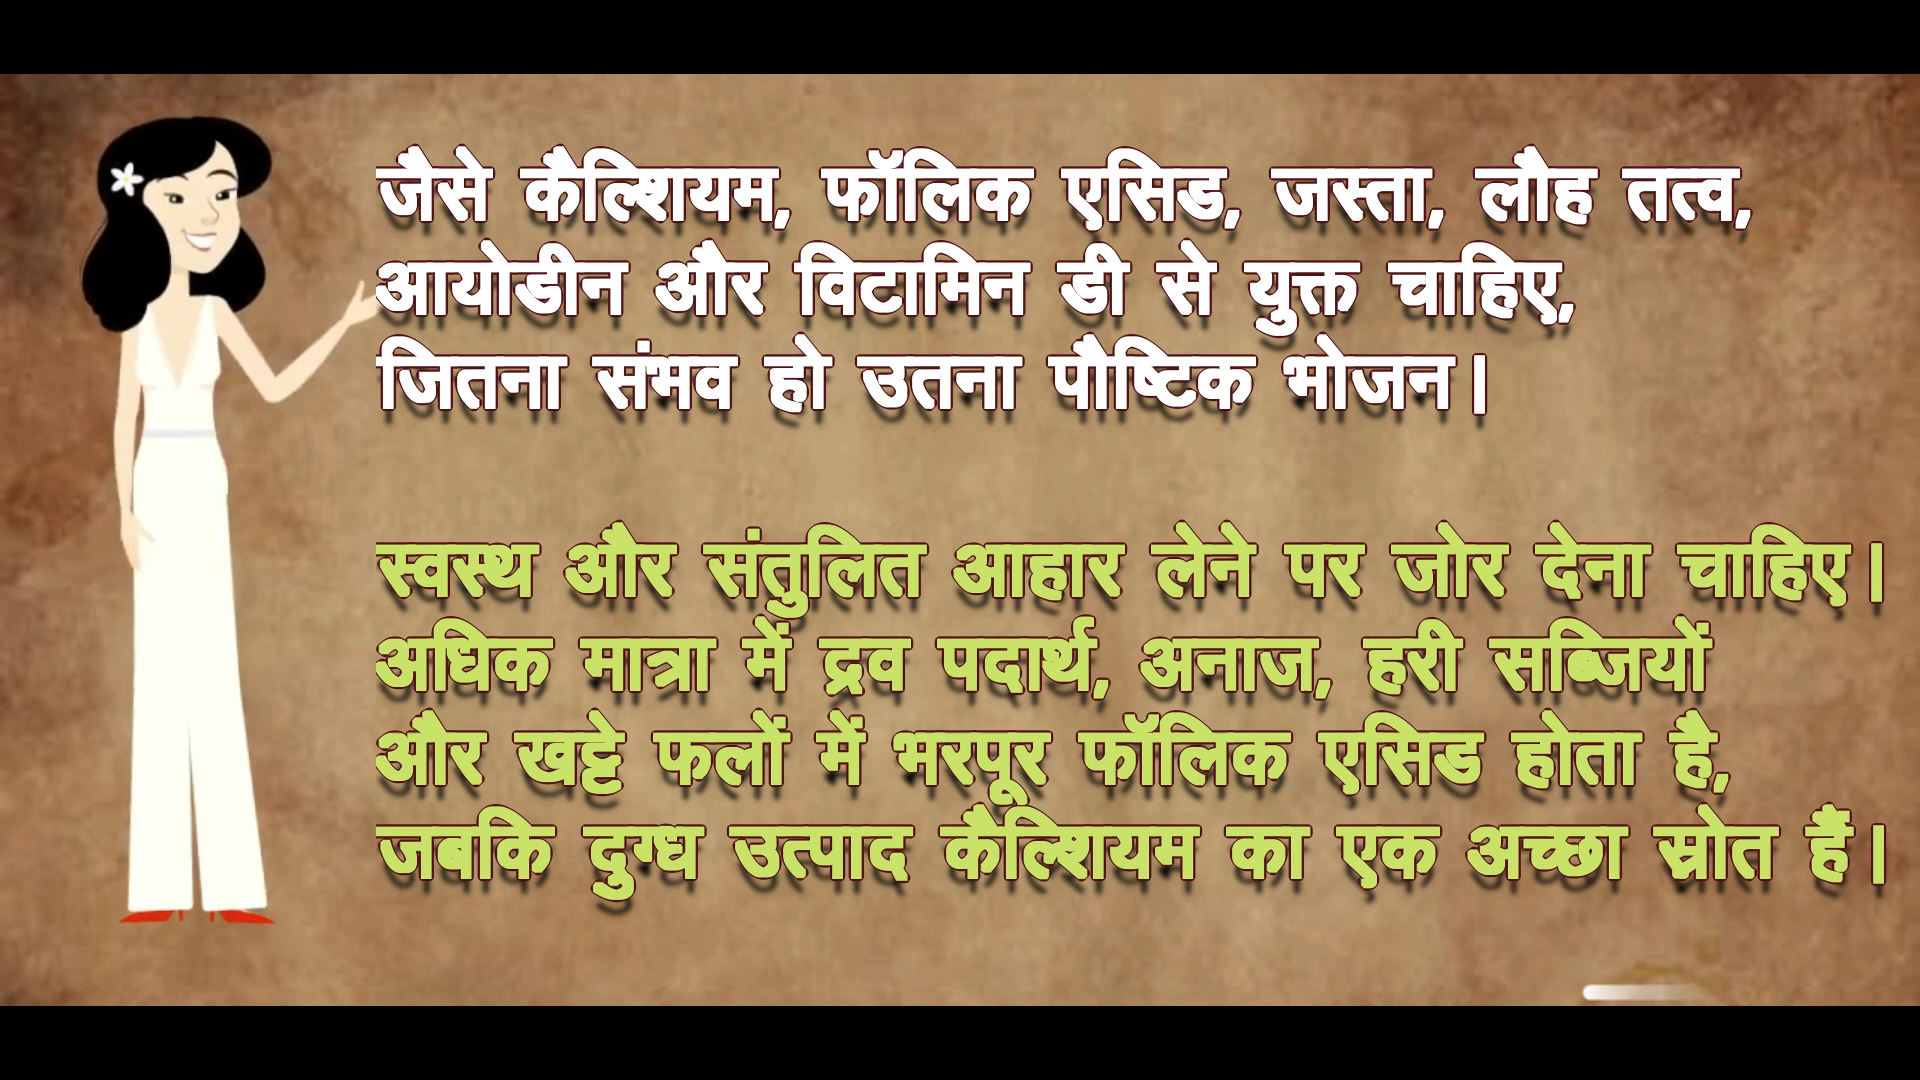 जैसे कैल्शियम, फॉलिक एसिड, जस्ता, लौह तत्व,
आयोडीन और विटामिन डी से युक्त चाहिए,
जितना संभव हो उतना पौष्टिक भोजन।
स्वस्थ और संतुलित आहार लेने पर जोर देना चाहिए।
अधिक मात्रा में द्रव पदार्थ, अनाज, हरी सब्जियों
और खट्टे फलों में भरपूर फॉलिक एसिड होता है,
जबकि दुग्ध उत्पाद कैल्शियम का एक अच्छा स्रोत हैं।